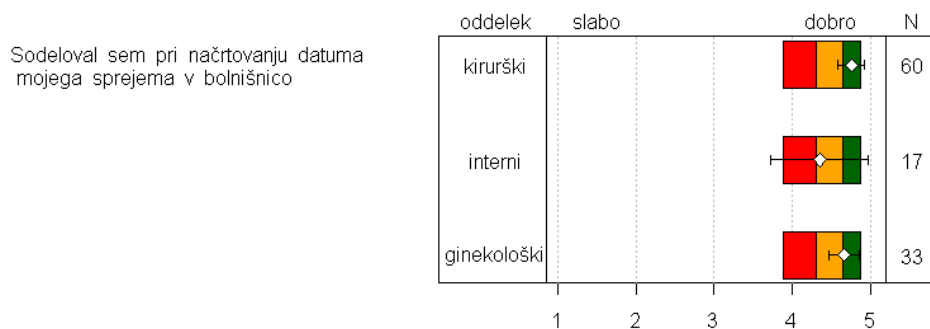 oddelek slabo dobro N
Sodeloval sem pri načrtovanju datuma
mojega sprejema v bolnišnico
kirurški 60
interni 17
ginekološki 33
1 2 3 4 5